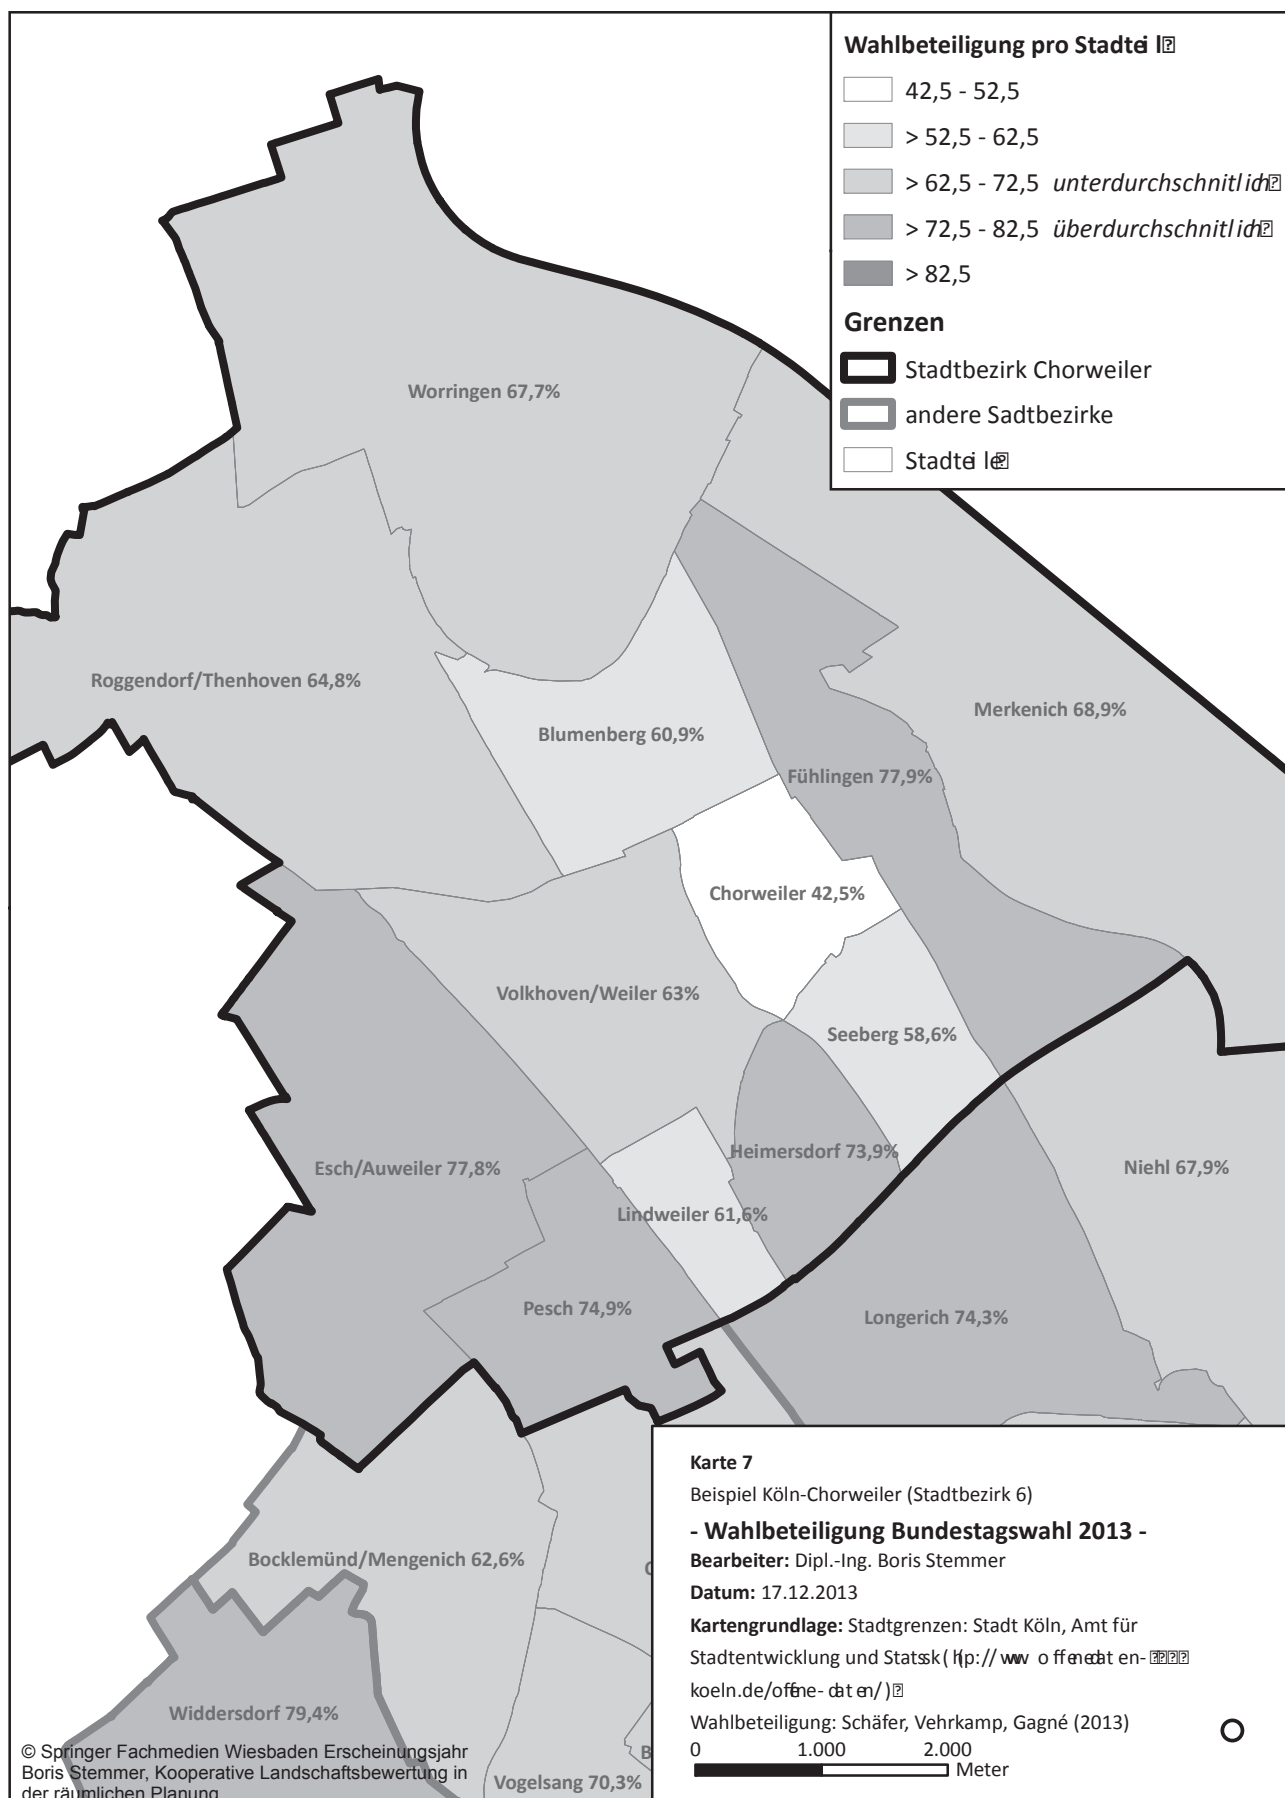 Wahlbeteiligung pro Stadteil
42,5 - 52,5
> 52,5 - 62,5
> 62,5 - 72,5 unterdurchschnitlich
> 72,5 - 82,5 überdurchschnitlich
> 82,5
Grenzen
Stadtbezirk Chorweiler
andere Sadtbezirke
Stadteile
Worringen 67,7%
Roggendorf/Thenhoven 64,8%
Merkenich 68,9%
Blumenberg 60,9%
Fühlingen 77,9%
Chorweiler 42,5%
Volkhoven/Weiler 63%
Seeberg 58,6%
Heimersdorf 73,9%
Esch/Auweiler 77,8%
Niehl 67,9%
Lindweiler 61,6%
Pesch 74,9%
Longerich 74,3%
Bocklemünd/Mengenich 62,6%
Widdersdorf 79,4%
Vogelsang 70,3%
Karte 7
Beispiel Köln-Chorweiler (Stadtbezirk 6)
- Wahlbeteiligung Bundestagswahl 2013 -
Bearbeiter: Dipl.-Ing. Boris Stemmer
Datum: 17.12.2013
Kartengrundlage: Stadtgrenzen: Stadt Köln, Amt für
Stadtentwicklung und
koeln.de/offene-daten/)
Wahlbeteiligung: Schäfer, Vehrkamp, Gagné (2013)
0 1.000 2.000
Meter
© Springer Fachmedien Wiesbaden Erscheinungsjahr
Boris Stemmer, Kooperative Landschaftsbewertung in
der räumlichen Planung